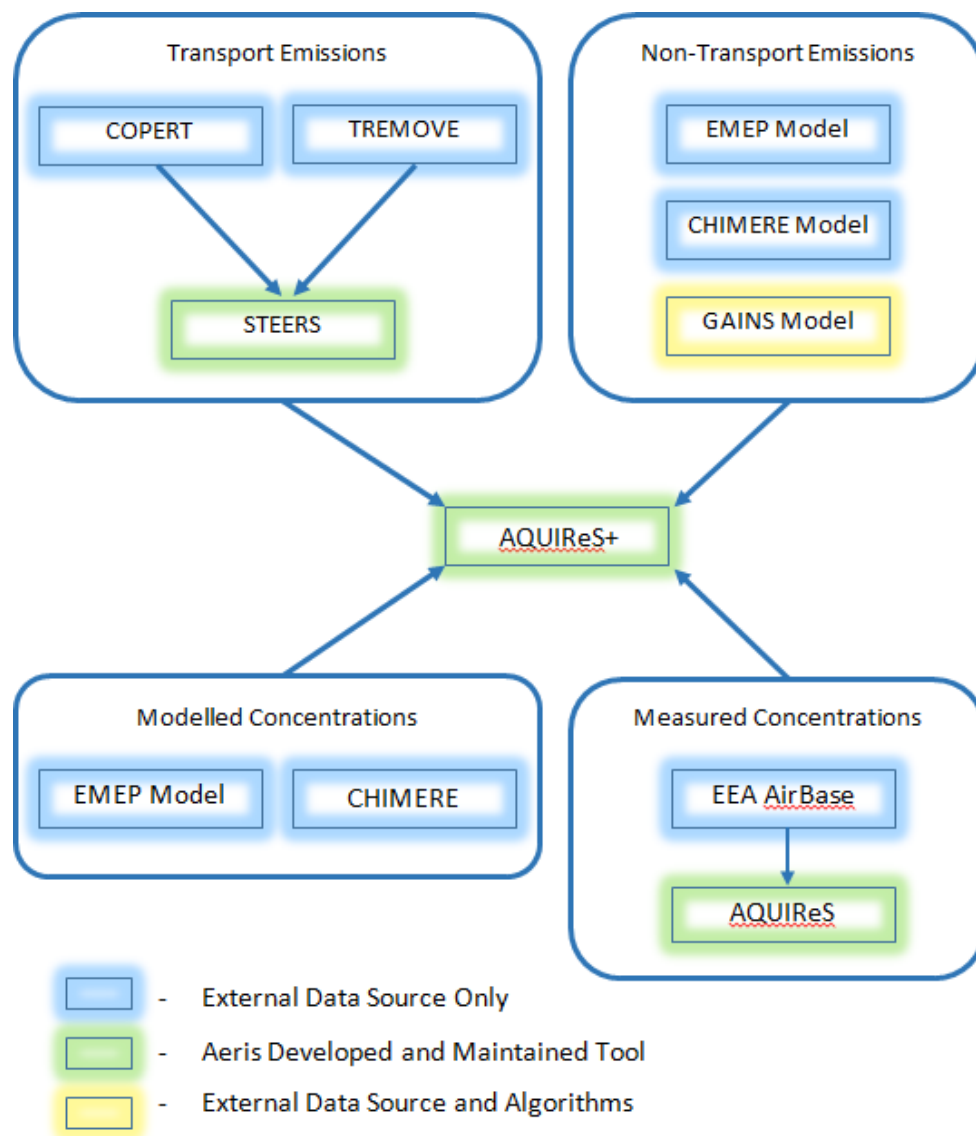 Transport Emissions
COPERT
TREMOVE
STEERS
Non-Transport Emissions
EMEP Model
CHIMERE Model
GAINS Model
AQUIReS+
Modelled Concentrations
EMEP Model
CHIMERE
Measured Concentrations
EEA AirBase
AQUIReS
- External Data Source Only
- Aeris Developed and Maintained Tool
- External Data Source and Algorithms